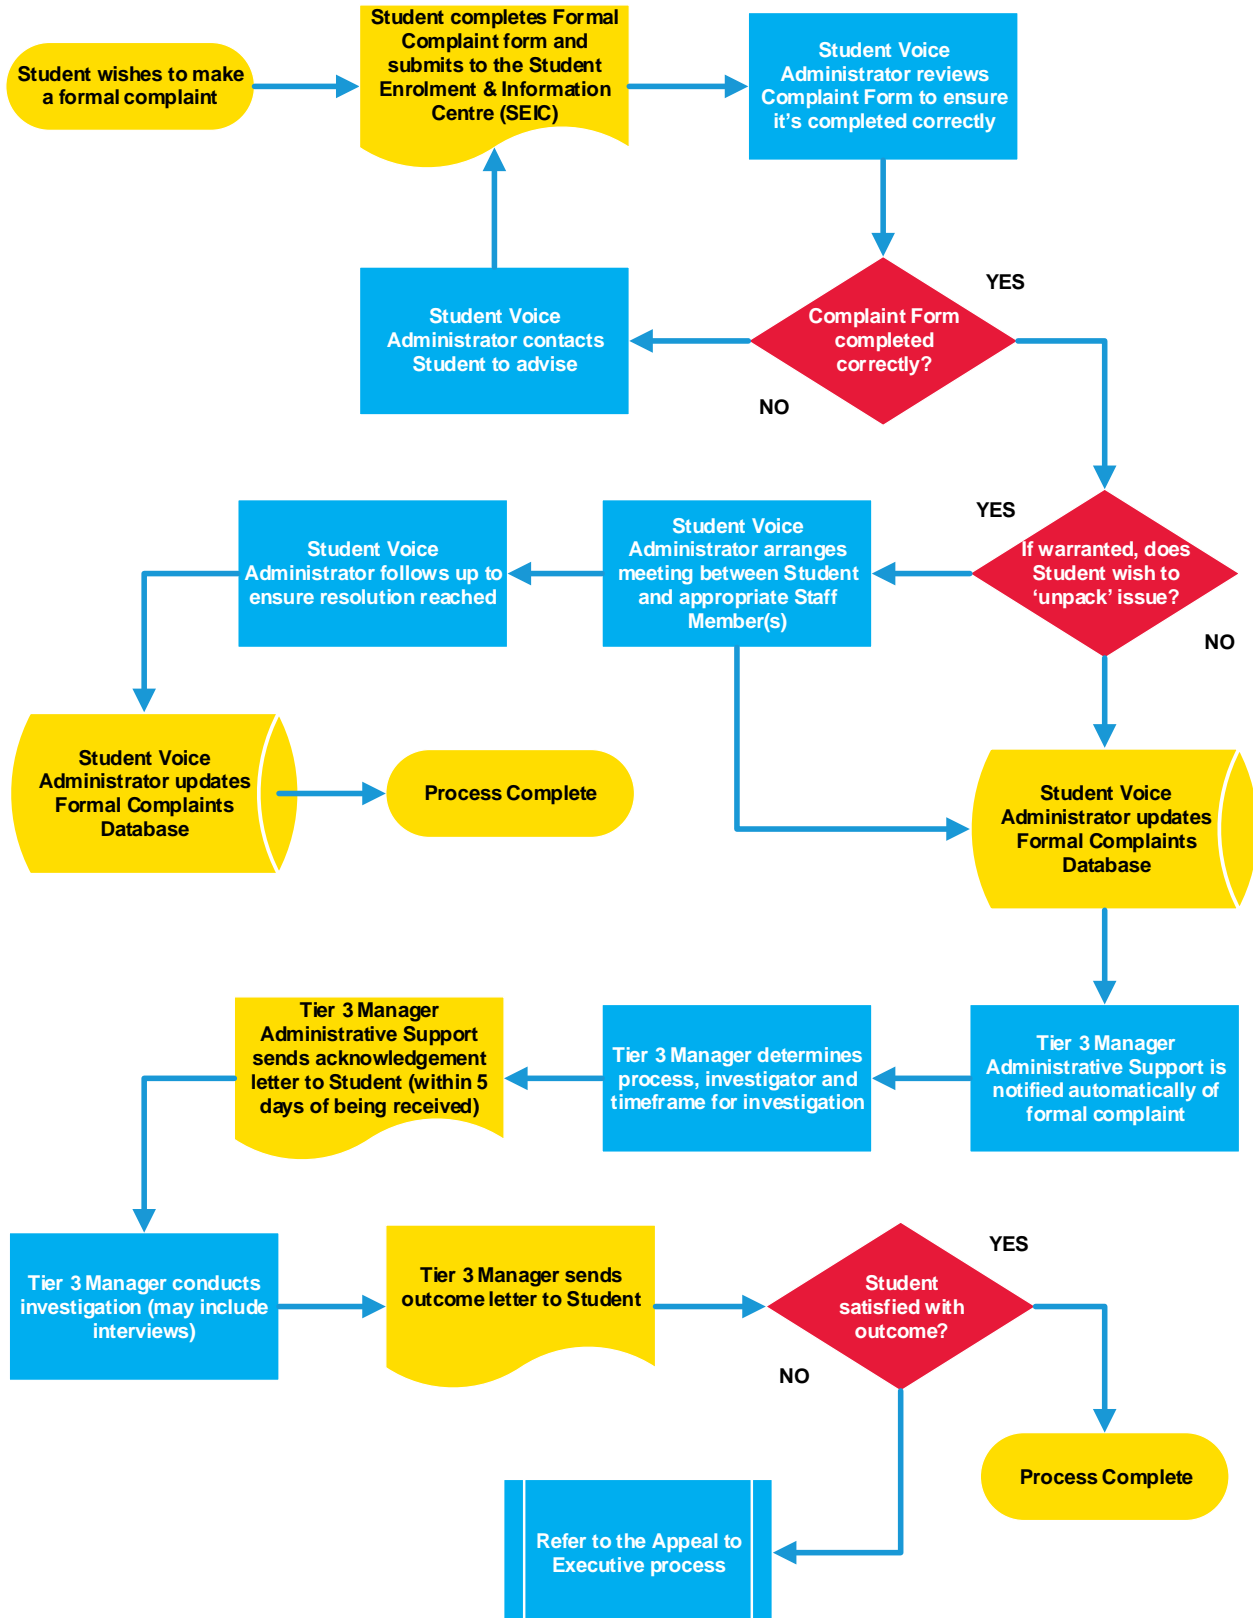 Student wishes to make
a formal complaint
Student completes Formal
Complaint form and
submits to the Student
Enrolment & Information
Centre (SEIC)
Student Voice
Administrator reviews
Complaint Form to ensure
it’s completed correctly
Student Voice
Administrator contacts
Student to advise
Complaint Form
completed
correctly?
YES
NO
Student Voice
Administrator follows up to
ensure resolution reached
Student Voice
Administrator arranges
meeting between Student
and appropriate Staff
Member(s)
YES
If warranted, does
Student wish to
‘unpack’ issue?
NO
Student Voice
Administrator updates
Formal Complaints
Database
Process Complete
Student Voice
Administrator updates
Formal Complaints
Database
Tier 3 Manager
Administrative Support
sends acknowledgement
letter to Student (within 5
days of being received)
Tier 3 Manager determines
process, investigator and
timeframe for investigation
Tier 3 Manager
Administrative Support is
notified automatically of
formal complaint
Tier 3 Manager conducts
investigation (may include
interviews)
Tier 3 Manager sends
outcome letter to Student
Student
satisfied with
outcome?
YES
NO
Process Complete
Refer to the Appeal to
Executive process